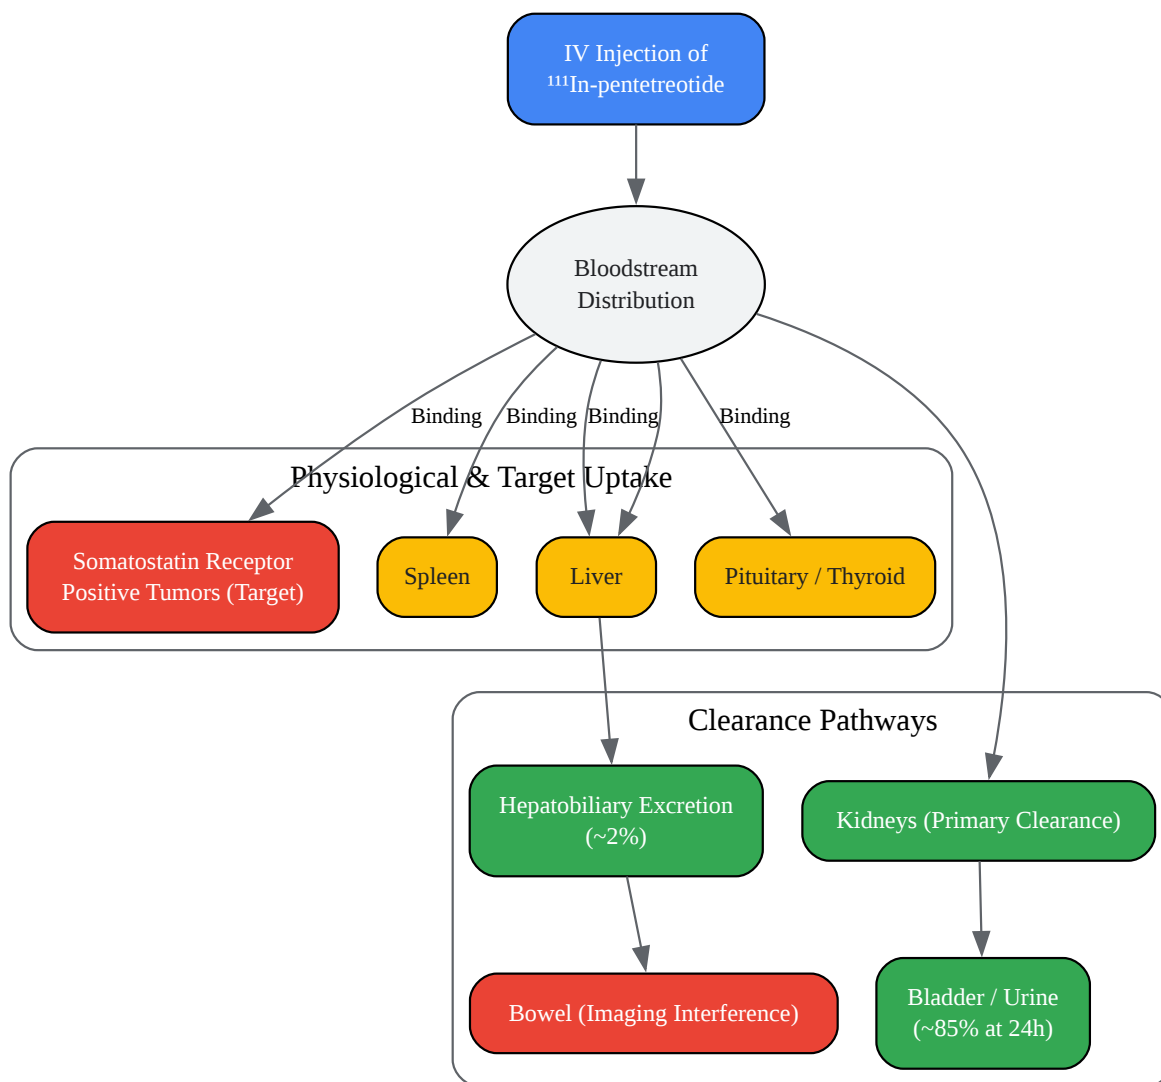 IV Injection of
¹¹¹In-pentetreotide
Bloodstream
Distribution
Binding
Binding
Binding
Binding
Physiological & Target Uptake
Somatostatin Receptor
Positive Tumors (Target)
Spleen
Liver
Pituitary / Thyroid
Clearance Pathways
Hepatobiliary Excretion
(~2%)
Kidneys (Primary Clearance)
Bowel (Imaging Interference)
Bladder / Urine
(~85% at 24h)